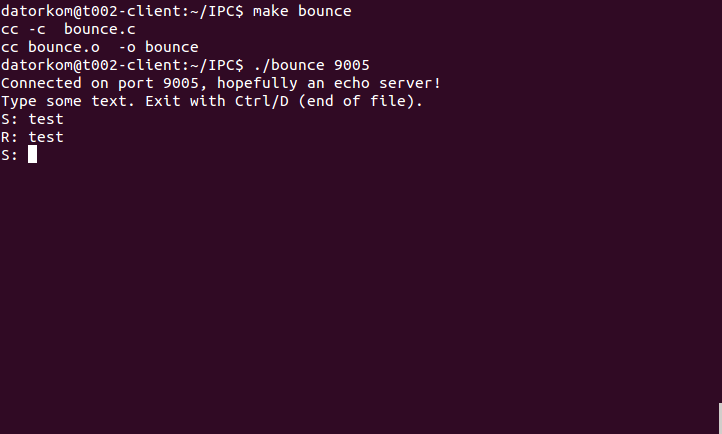 datorkom@t002-client:~/IPC$ make bounce
cc -c  bounce.c
cc bounce.o  -o bounce
datorkom@t002-client:~/IPC$ ./bounce 9005
Connected on port 9005, hopefully an echo server!
Type some text. Exit with Ctrl/D (end of file).
S: test
R: test
S: